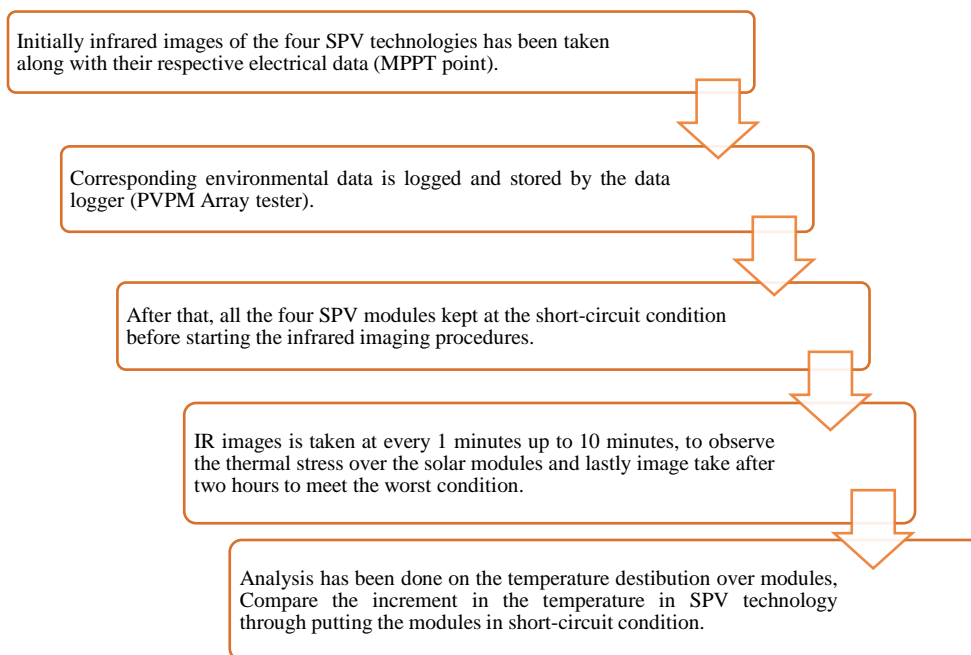 Initially infrared images of the four SPV technologies has been taken
along with their respective electrical data (MPPT point).
Corresponding environmental data is logged and stored by the data
logger (PVPM Array tester).
After that, all the four SPV modules kept at the short-circuit condition
before starting the infrared imaging procedures.
IR images is taken at every 1 minutes up to 10 minutes, to observe
the thermal stress over the solar modules and lastly image take after
two hours to meet the worst condition.
Analysis has been done on the temperature destibution over modules,
Compare the increment in the temperature in SPV technology
through putting the modules in short-circuit condition.